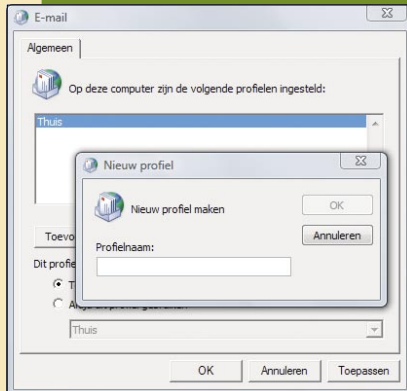 E-mail
Algemeen
Op deze computer zijn de volgende profielen ingesteld:
Thuis
Nieuw profiel
Nieuw profiel maken
OK
Annuleren
Profielnaam:
Thuis
OK Annuleren Toepassen